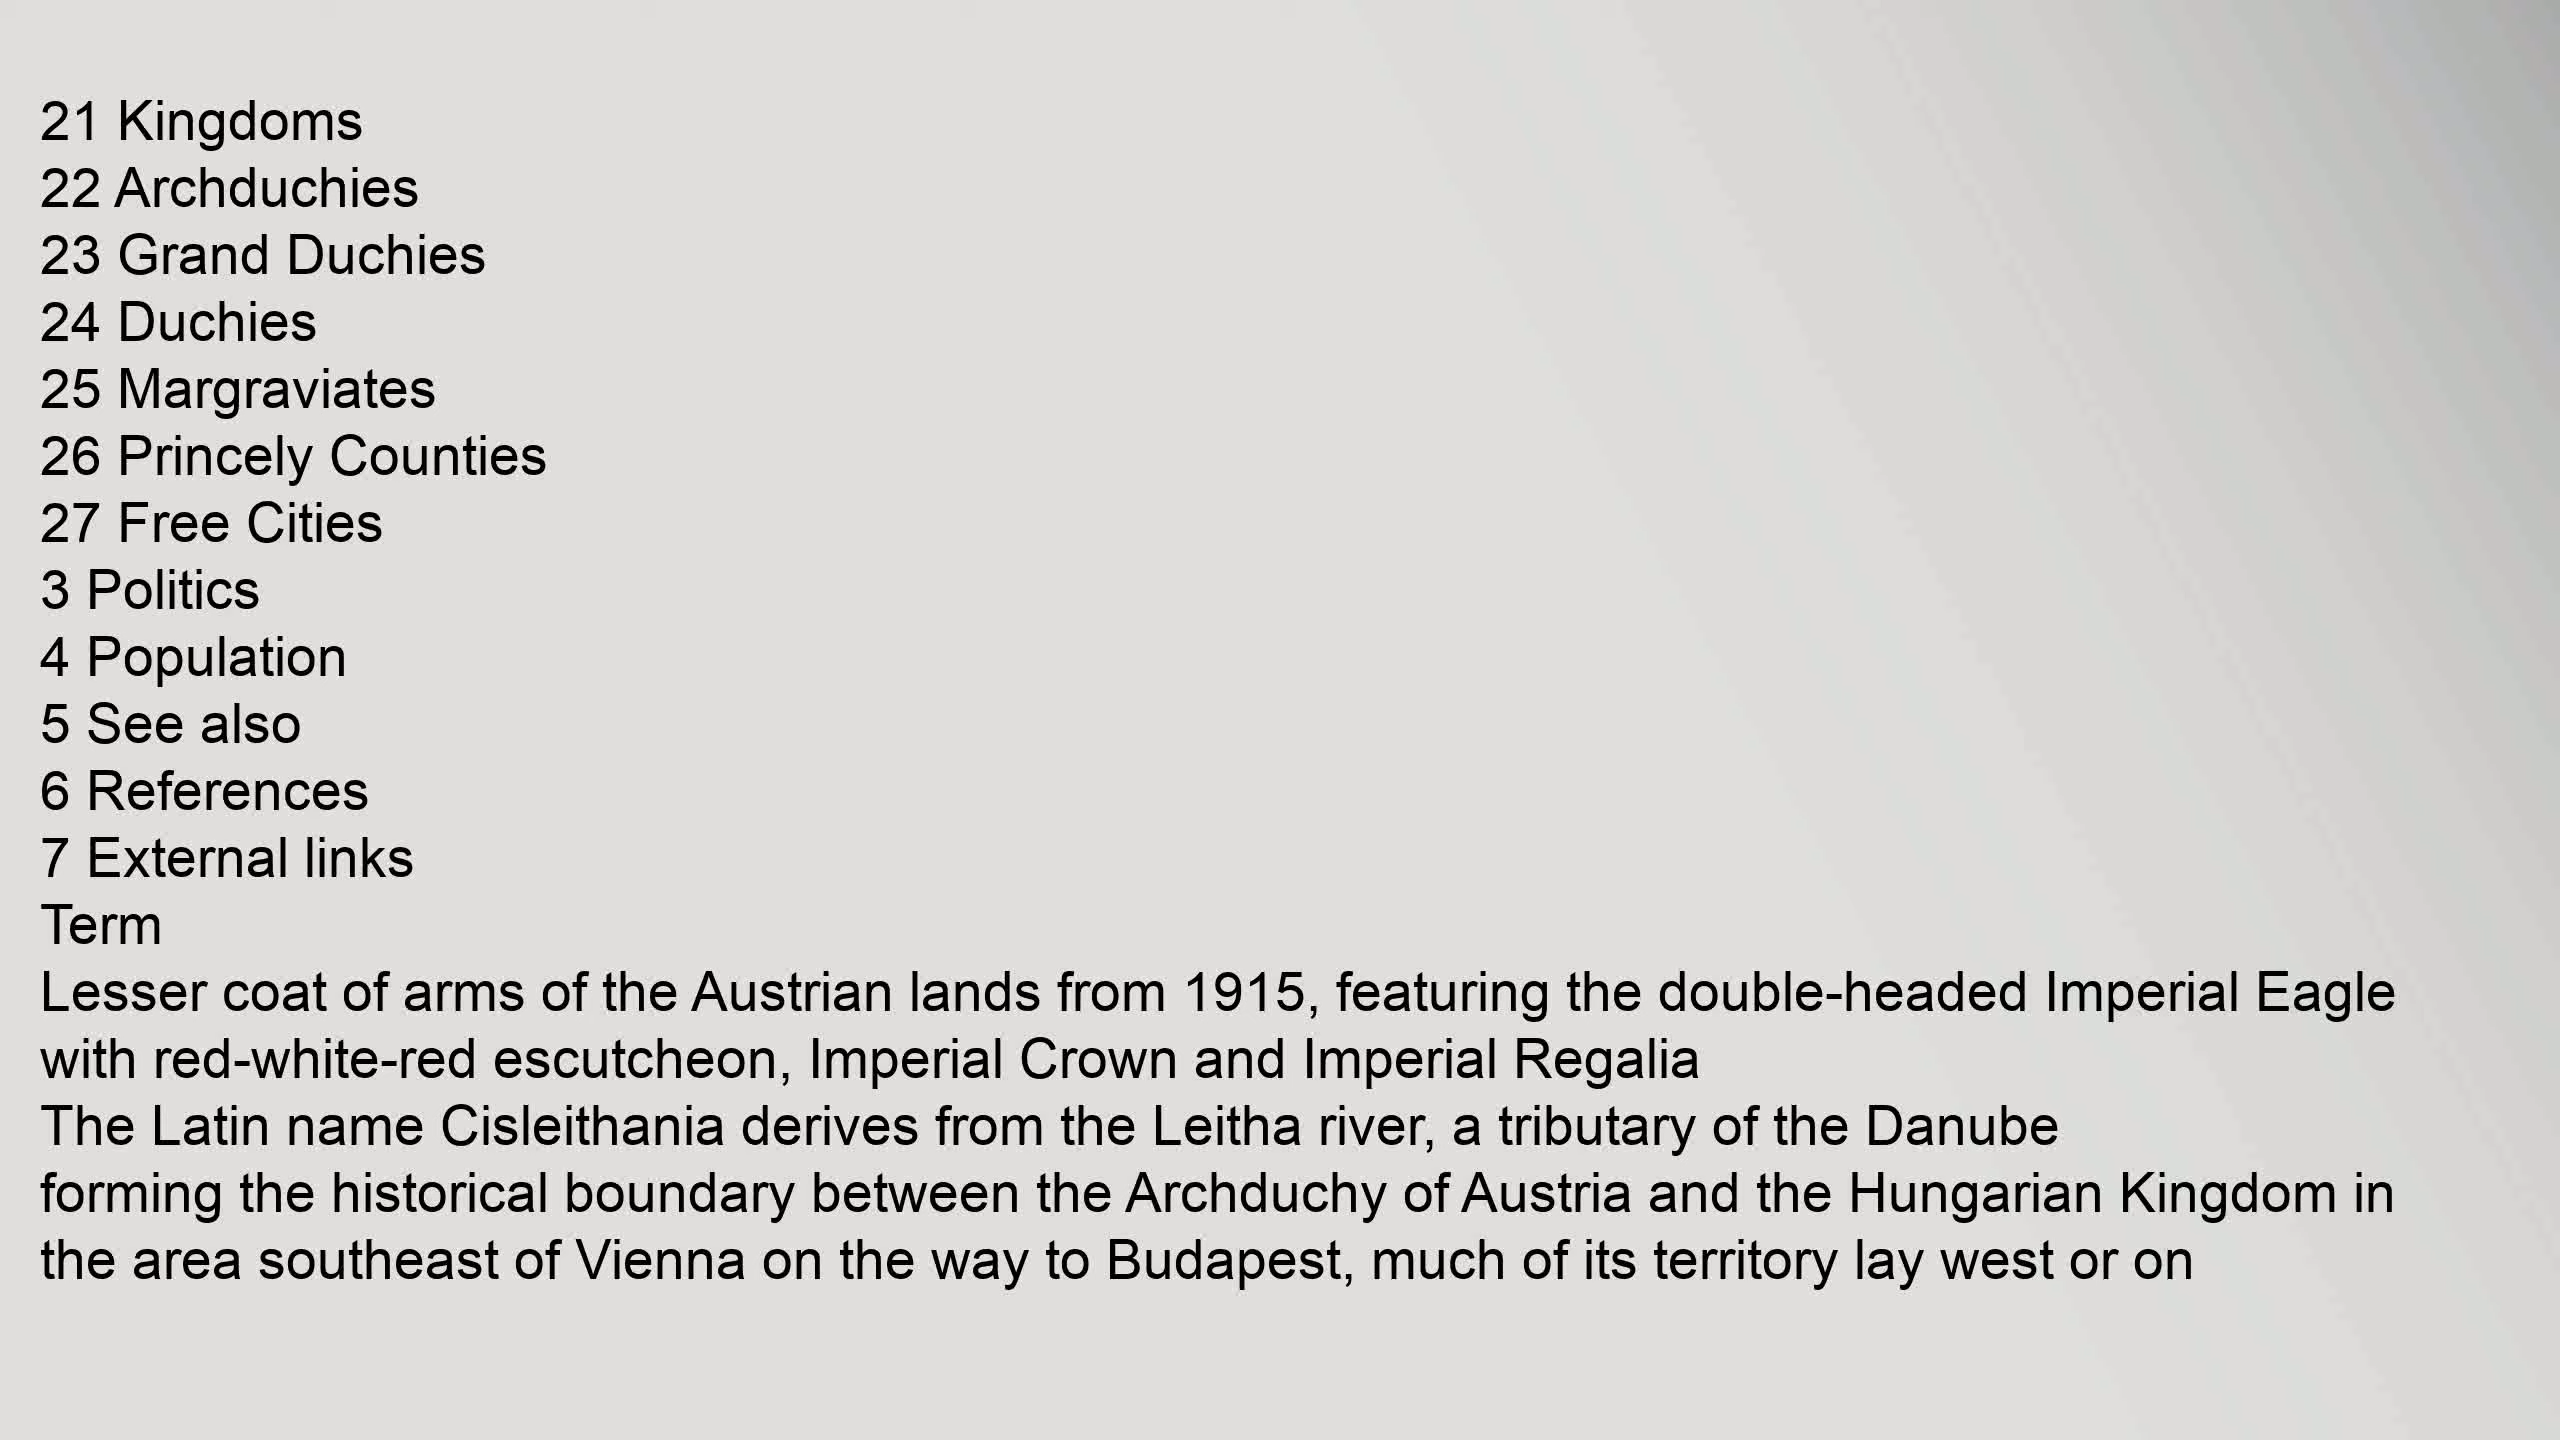 21 Kingdoms
22 Archduchies
23 Grand Duchies
24 Duchies
25 Margraviates
26 Princely Counties
27 Free Cities
3 Politics
4 Population
5 See also
6 References
7 External links
Term
Lesser coat of arms of the Austrian lands from 1915, featuring the double-headed Imperial Eagle
with red-white-red escutcheon, Imperial Crown and Imperial Regalia
The Latin name Cisleithania derives from the Leitha river, a tributary of the Danube
forming the historical boundary between the Archduchy of Austria and the Hungarian Kingdom in
the area southeast of Vienna on the way to Budapest, much of its territory lay west or on